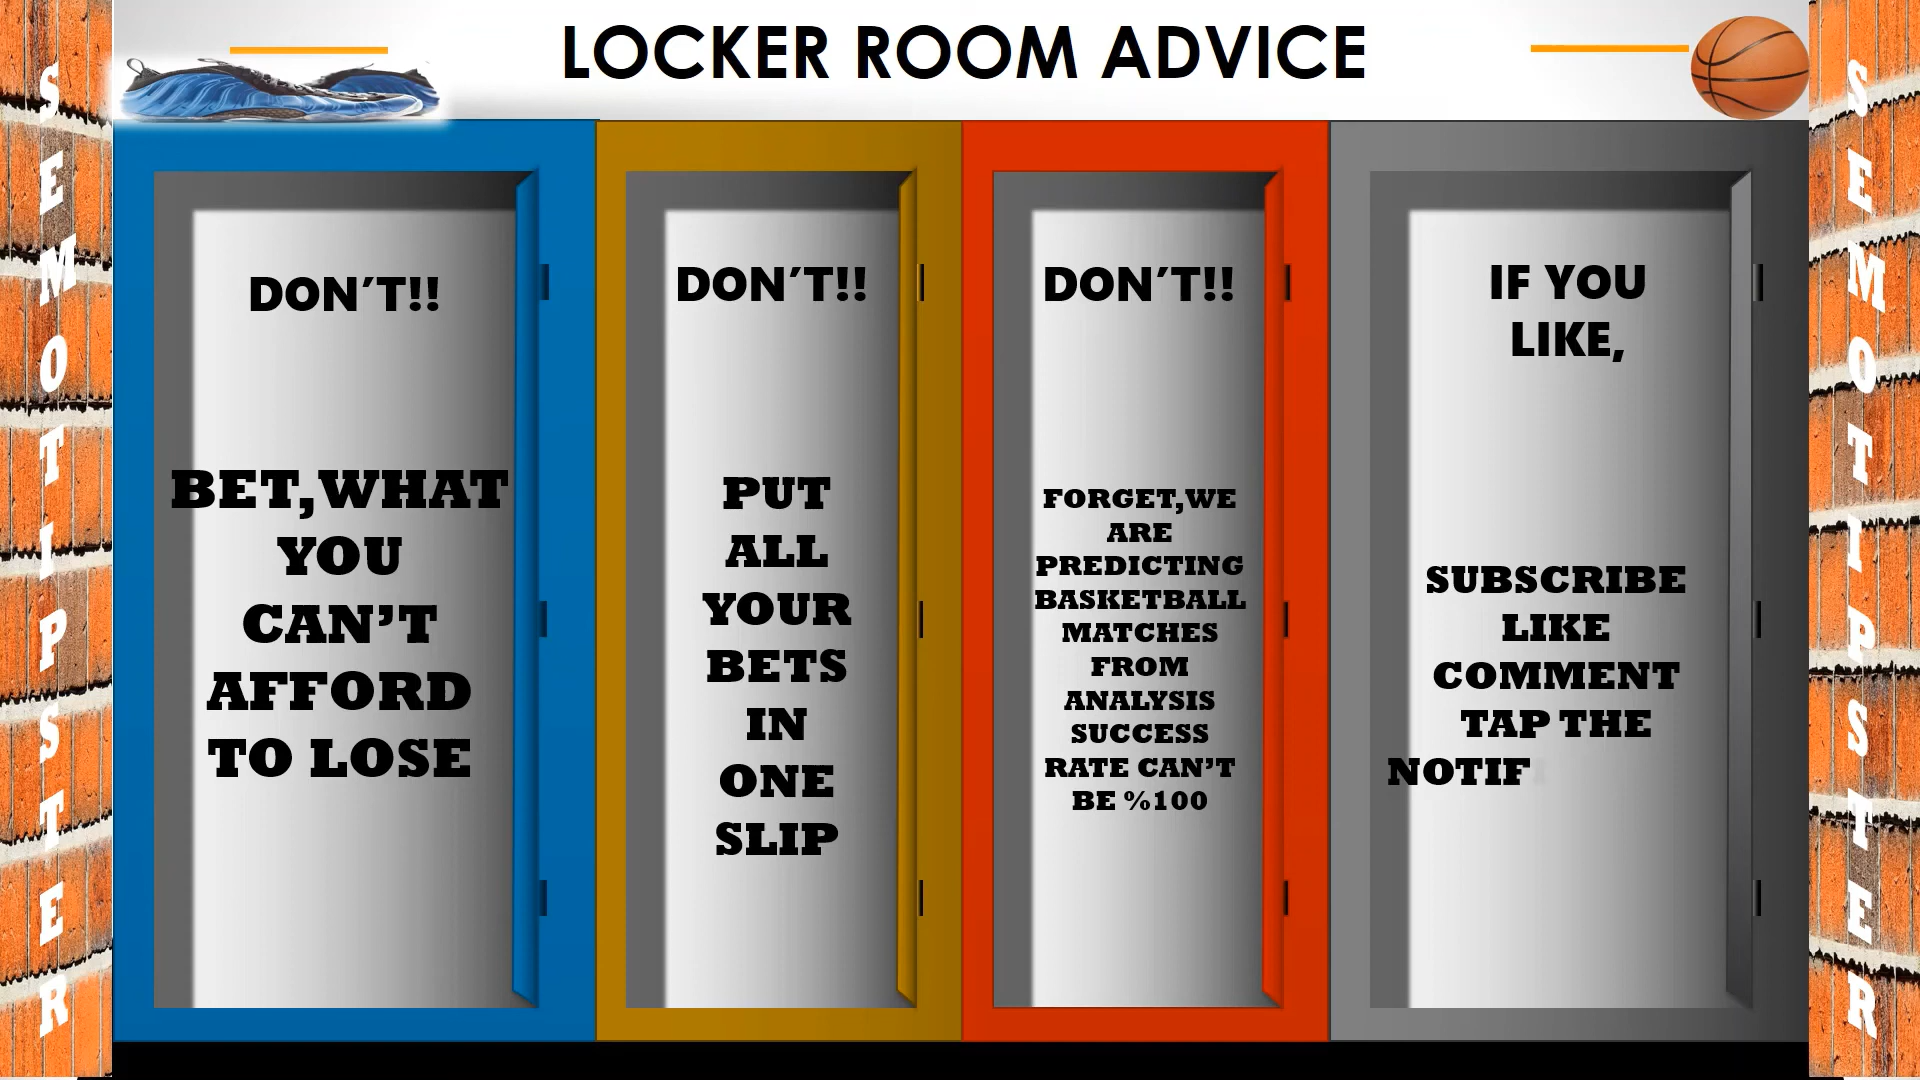 LOCKER ROOM ADVICE
SEMOTIPSTER
DON'T!!
BET,WHAT
YOU
CAN'T
AFFORD
TO LOSE
DON'T!!
PUT
ALL
YOUR
BETS
IN
ONE
SLIP
DON'T!!
FORGET,WE
ARE
PREDICTING
BASKETBALL
MATCHES
FROM
ANALYSIS
SUCCESS
RATE CAN'T
BE %100
IF YOU
LIKE,
SUBSCRIBE
LIKE
COMMENT
TAP THE
NOTIF
SEMOTIPSTER